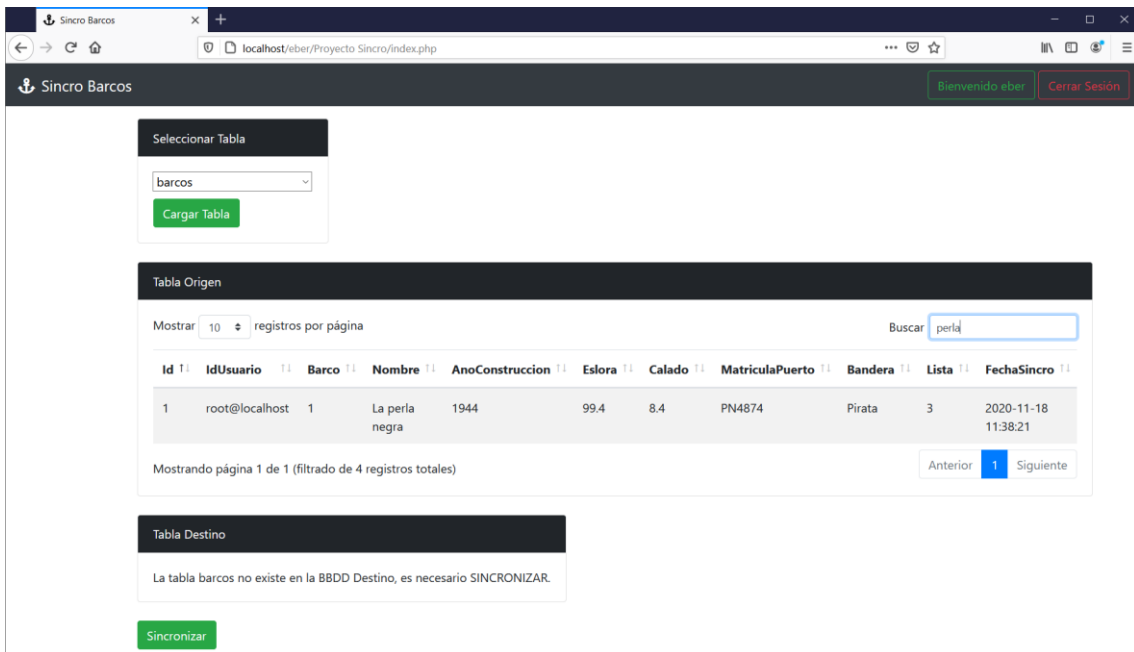 Sincro Barcos
localhost/eber/Proyecto Sincro/index.php
Sincro Barcos
Bienvenido eber
Cerrar Sesión
Seleccionar Tabla
barcos
Cargar Tabla
Tabla Origen
Mostrar 10 registros por página
Buscar perla
Id IdUsuario Barco Nombre AnoConstruccion Eslora Calado MatriculaPuerto Bandera Lista FechaSincro
1 root@localhost 1 La perla 1944 99.4 8.4 PN4874 Pirata 3 2020-11-18
negra 11:38:21
Mostrando página 1 de 1 (filtrado de 4 registros totales)
Anterior 1 Siguiente
Tabla Destino
La tabla barcos no existe en la BBDD Destino, es necesario SINCRONIZAR.
Sincronizar